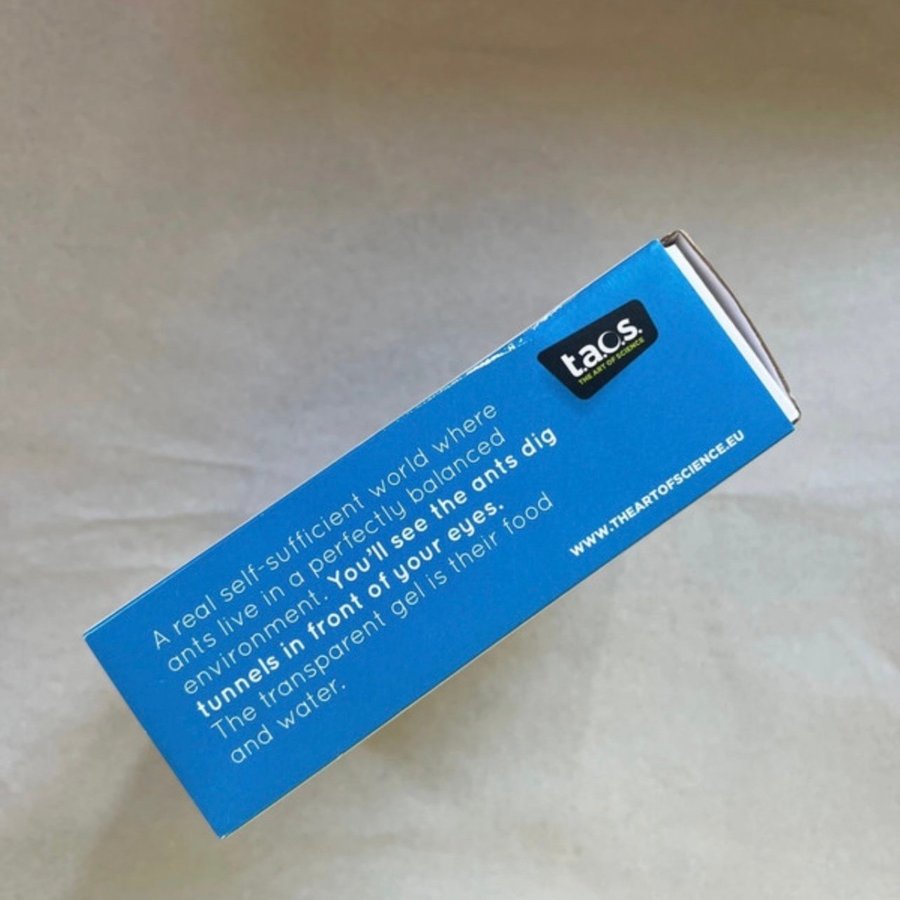 t.a.o.s.
THE ART OF SCIENCE
A real self-sufficient world where
ants live in a perfectly balanced
environment. You'll see the ants dig
tunnels in front of your eyes.
The transparent gel is their food
and water.
WWW.THEARTOFSCIENCE.EU